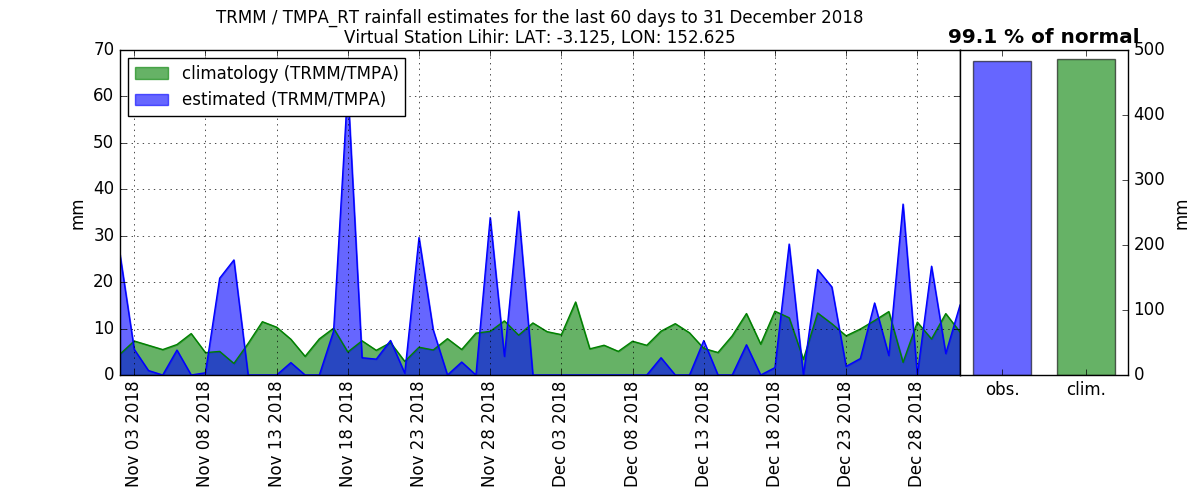 TRMM / TMPA_RT rainfall estimates for the last 60 days to 31 December 2018
Virtual Station Lihir: LAT: -3.125, LON: 152.625
99.1 % of normal
climatology (TRMM/TMPA)
estimated (TRMM/TMPA)
70
60
50
40
30
20
10
0
mm
Nov 03 2018
Nov 08 2018
Nov 13 2018
Nov 18 2018
Nov 23 2018
Nov 28 2018
Dec 03 2018
Dec 08 2018
Dec 13 2018
Dec 18 2018
Dec 23 2018
Dec 28 2018
obs.
clim.
500
400
300
200
100
0
mm